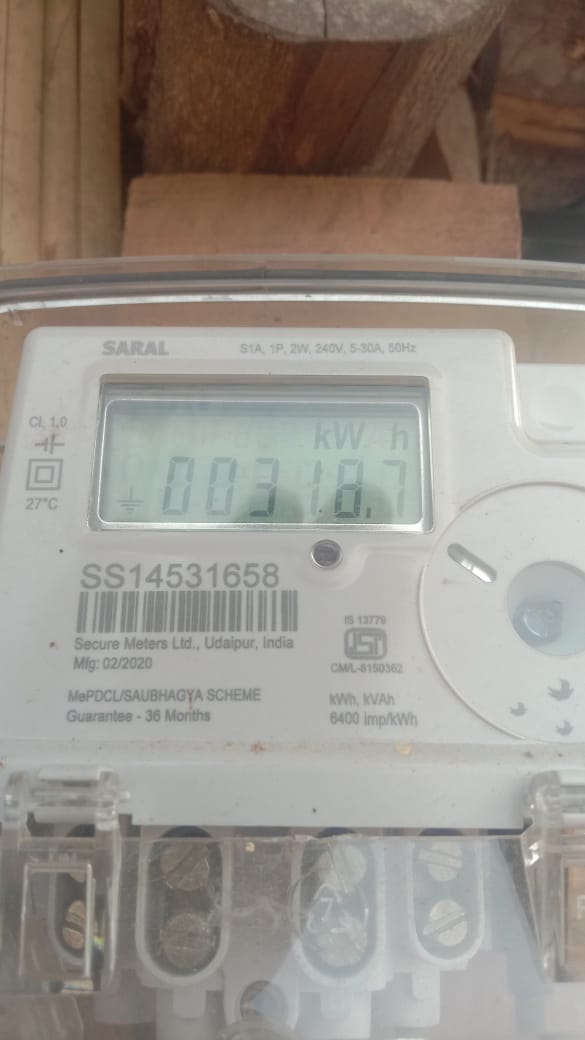 SARAL
S1A, 1P, 2W, 240V, 5-30A, 50Hz
Cl. 1.0
27°C
kW h
00318.7
SS14531658
Secure Meters Ltd., Udaipur, India
Mfg: 02/2020
IS 13779
ISI
CM/L-8150362
MePDCL/SAUBHAGYA SCHEME
Guarantee - 36 Months
kWh, kVAh
6400 imp/kWh